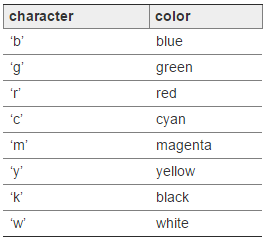 character color
‘b’ blue
‘g’ green
‘r’ red
‘c’ cyan
‘m’ magenta
‘y’ yellow
‘k’ black
‘w’ white